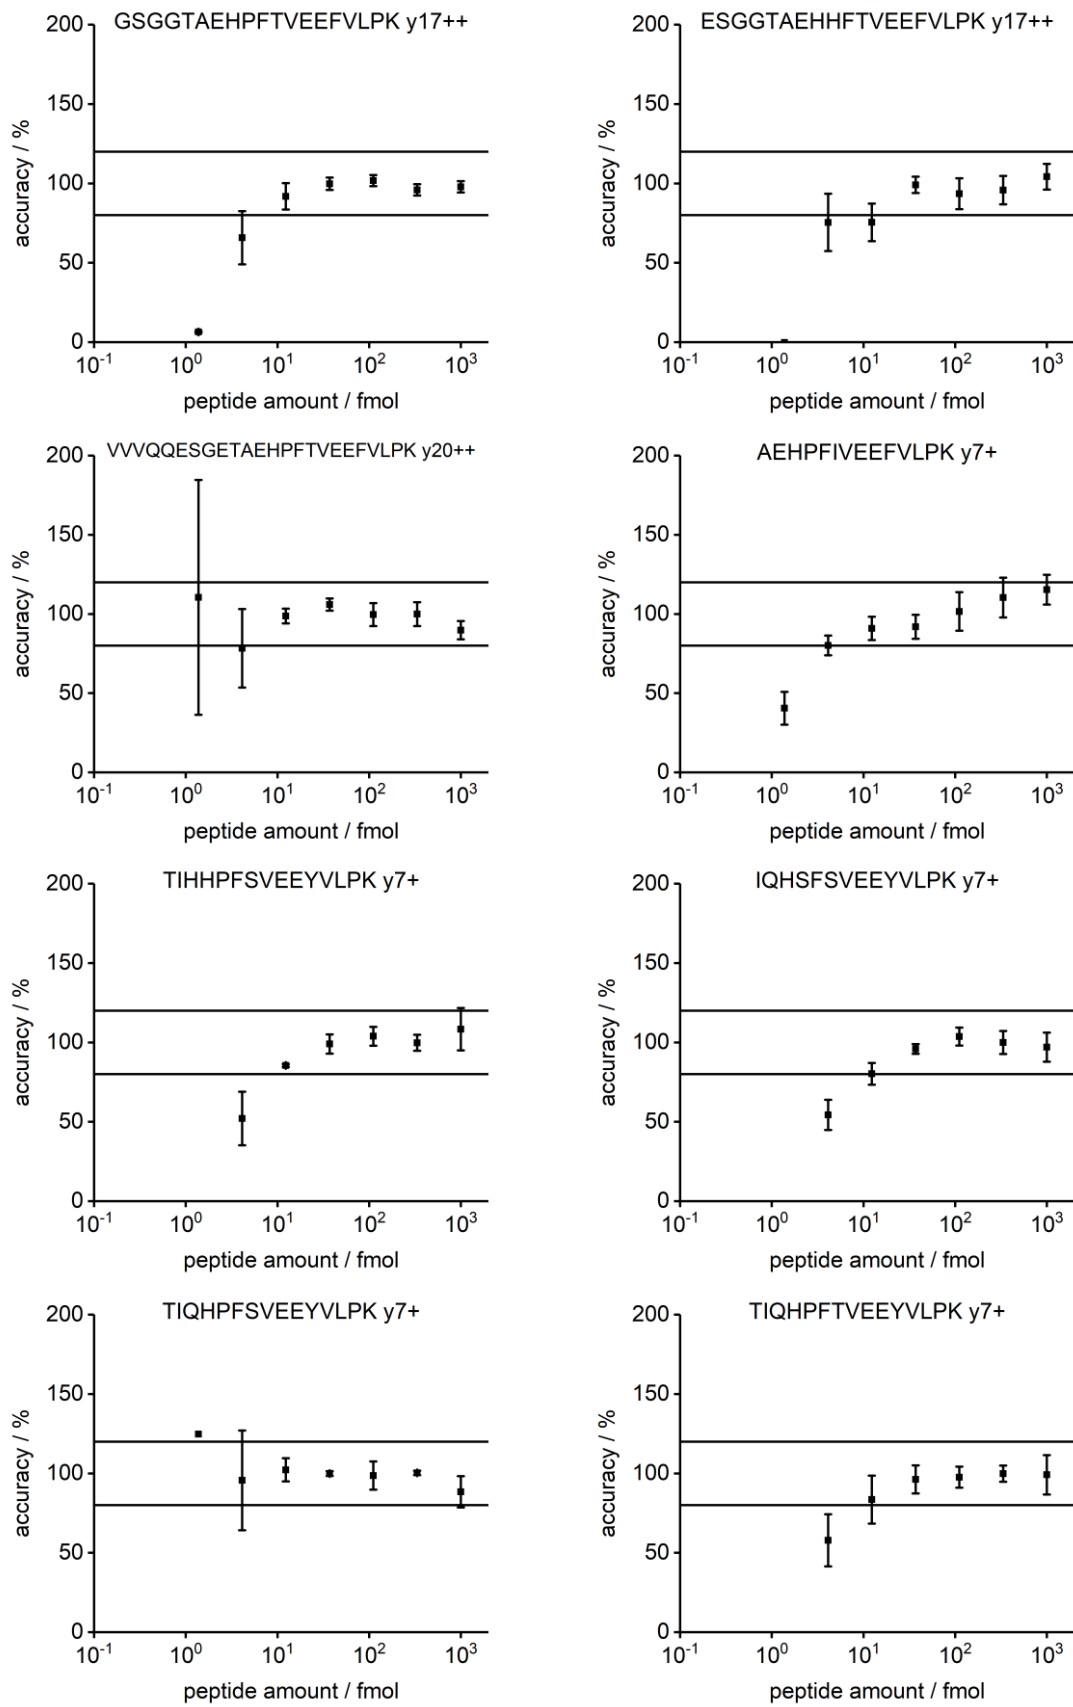 GSGGTAEHPFTVEEFVLPK y17++
200
150
100
50
0
accuracy / %
10⁻¹ 10⁰ 10¹ 10² 10³
peptide amount / fmol
ESGGTAEHHFTVEEFVLPK y17++
200
150
100
50
0
accuracy / %
10⁻¹ 10⁰ 10¹ 10² 10³
peptide amount / fmol
VVVQQESGETAEHPFTVEEFVLPK y20++
200
150
100
50
0
accuracy / %
10⁻¹ 10⁰ 10¹ 10² 10³
peptide amount / fmol
AEHPFIVEEFVLPK y7+
200
150
100
50
0
accuracy / %
10⁻¹ 10⁰ 10¹ 10² 10³
peptide amount / fmol
TIHHPFSVEEYVLPK y7+
200
150
100
50
0
accuracy / %
10⁻¹ 10⁰ 10¹ 10² 10³
peptide amount / fmol
IQHSFSVEEYVLPK y7+
200
150
100
50
0
accuracy / %
10⁻¹ 10⁰ 10¹ 10² 10³
peptide amount / fmol
TIQHPFSVEEYVLPK y7+
200
150
100
50
0
accuracy / %
10⁻¹ 10⁰ 10¹ 10² 10³
peptide amount / fmol
TIQHPFTVEEYVLPK y7+
200
150
100
50
0
accuracy / %
10⁻¹ 10⁰ 10¹ 10² 10³
peptide amount / fmol